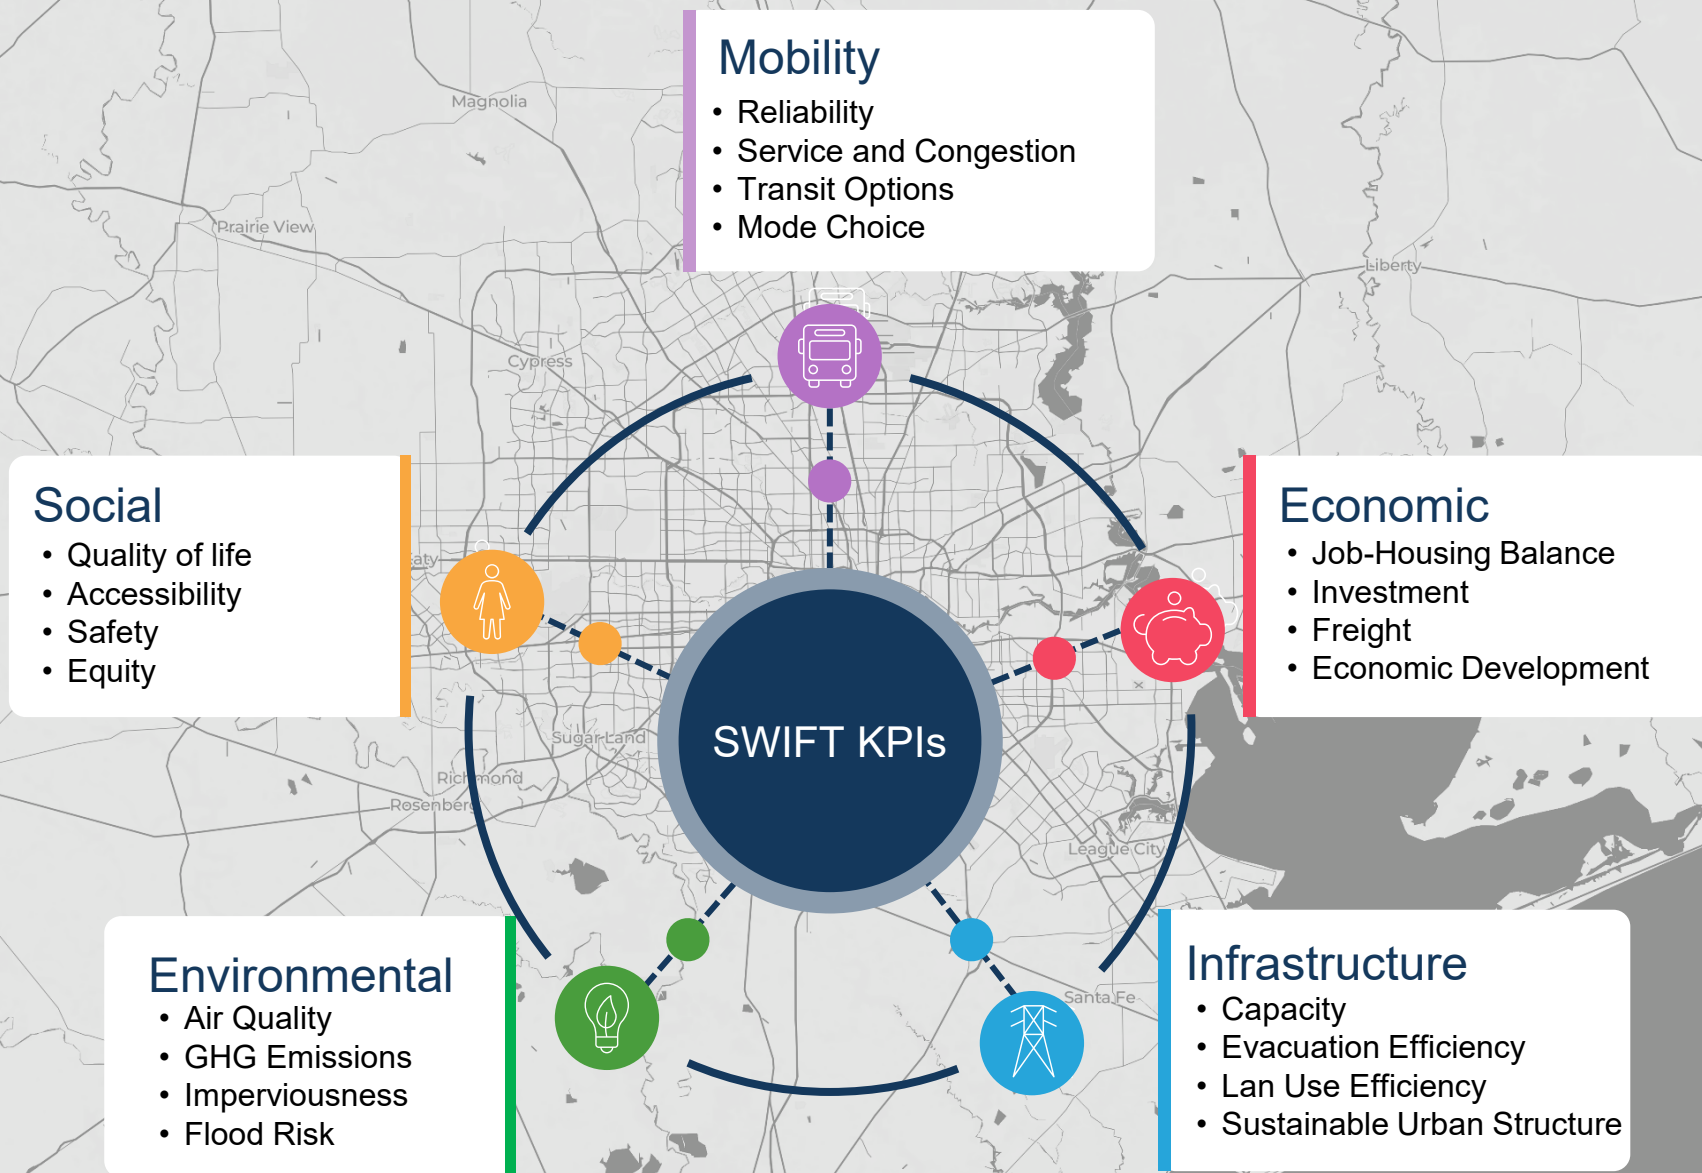 Mobility
• Reliability
• Service and Congestion
• Transit Options
• Mode Choice
Magnolia
Prairie View
Liberty
Cypress
Social
• Quality of life
• Accessibility
• Safety
• Equity
aty
Economic
• Job-Housing Balance
• Investment
• Freight
• Economic Development
SWIFT KPIs
Sugar Land
Richmond
Rosenberg
League City
Santa Fe
Environmental
• Air Quality
• GHG Emissions
• Imperviousness
• Flood Risk
Infrastructure
• Capacity
• Evacuation Efficiency
• Lan Use Efficiency
• Sustainable Urban Structure